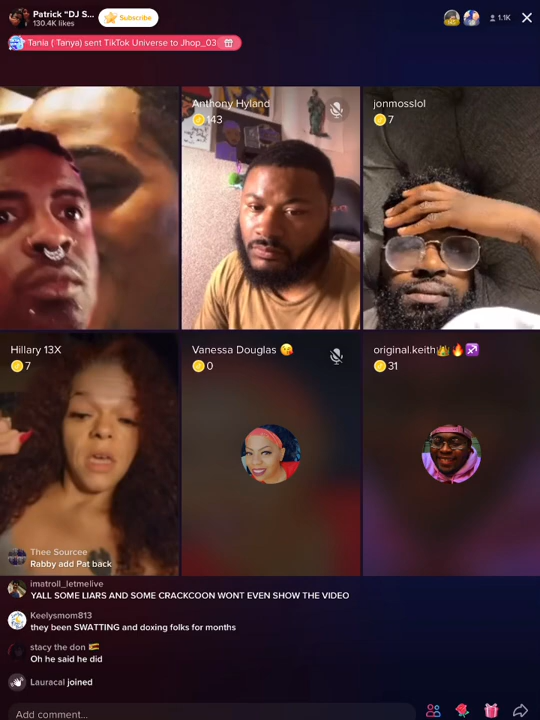 Patrick "DJ S...
130.4K likes
Subscribe
1.1K
Tania (Tanya) sent TikTok Universe to Jhop_03
Anthony Hyland
143
jonmosslol
7
Hillary 13X
7
Vanessa Douglas 😘
0
original.keith👑🔥♐
31
Thee Sourcee
Rabby add Pat back
imatroll_letmelive
YALL SOME LIARS AND SOME CRACKCOON WONT EVEN SHOW THE VIDEO
Keelysmom813
they been SWATTING and doxing folks for months
stacy the don
Oh he said he did
Lauracal joined
Add comment...